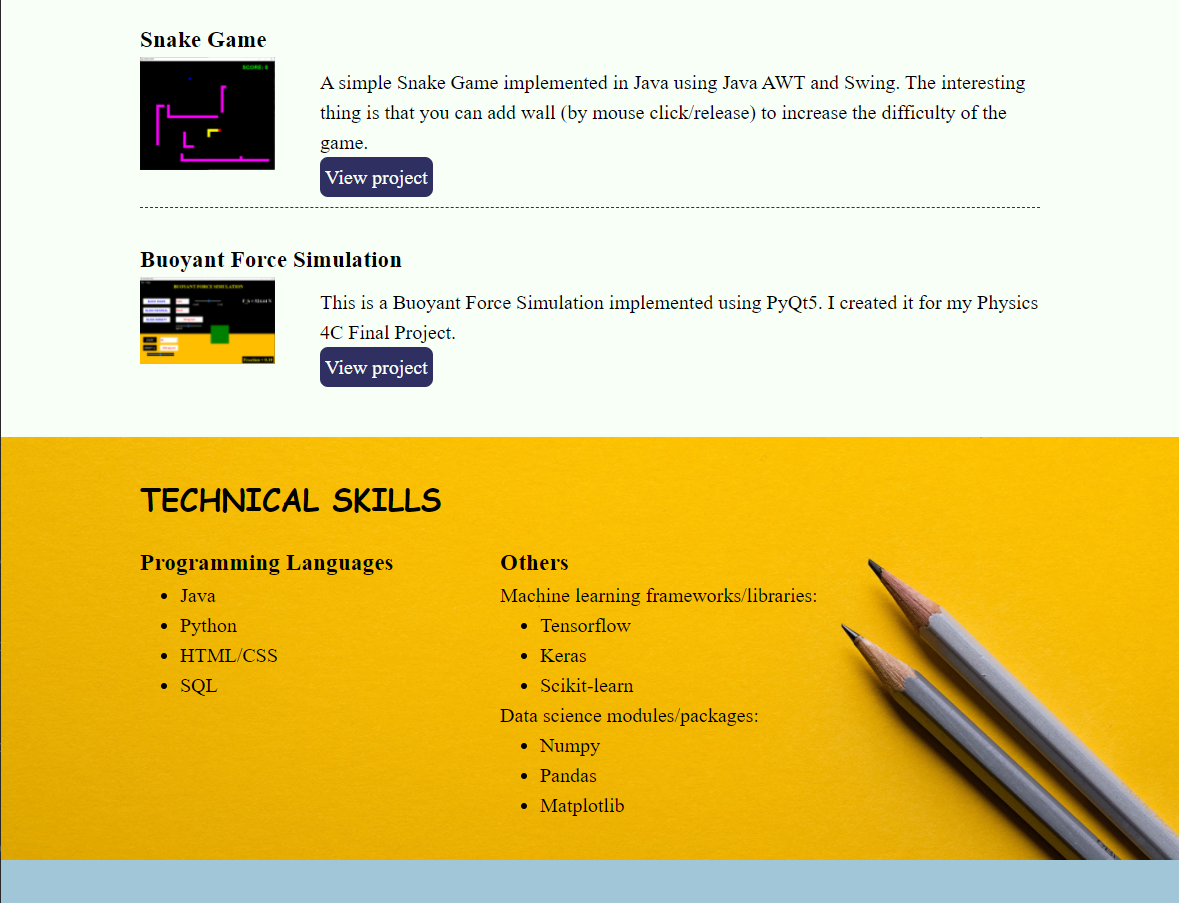 Snake Game
SCORE: 0
A simple Snake Game implemented in Java using Java AWT and Swing. The interesting
thing is that you can add wall (by mouse click/release) to increase the difficulty of the
game.
View project
Buoyant Force Simulation
BUOYANT FORCE SIMULATION
This is a Buoyant Force Simulation implemented using PyQt5. I created it for my Physics
4C Final Project.
View project
TECHNICAL SKILLS
Programming Languages
Java
Python
HTML/CSS
SQL
Others
Machine learning frameworks/libraries:
Tensorflow
Keras
Scikit-learn
Data science modules/packages:
Numpy
Pandas
Matplotlib